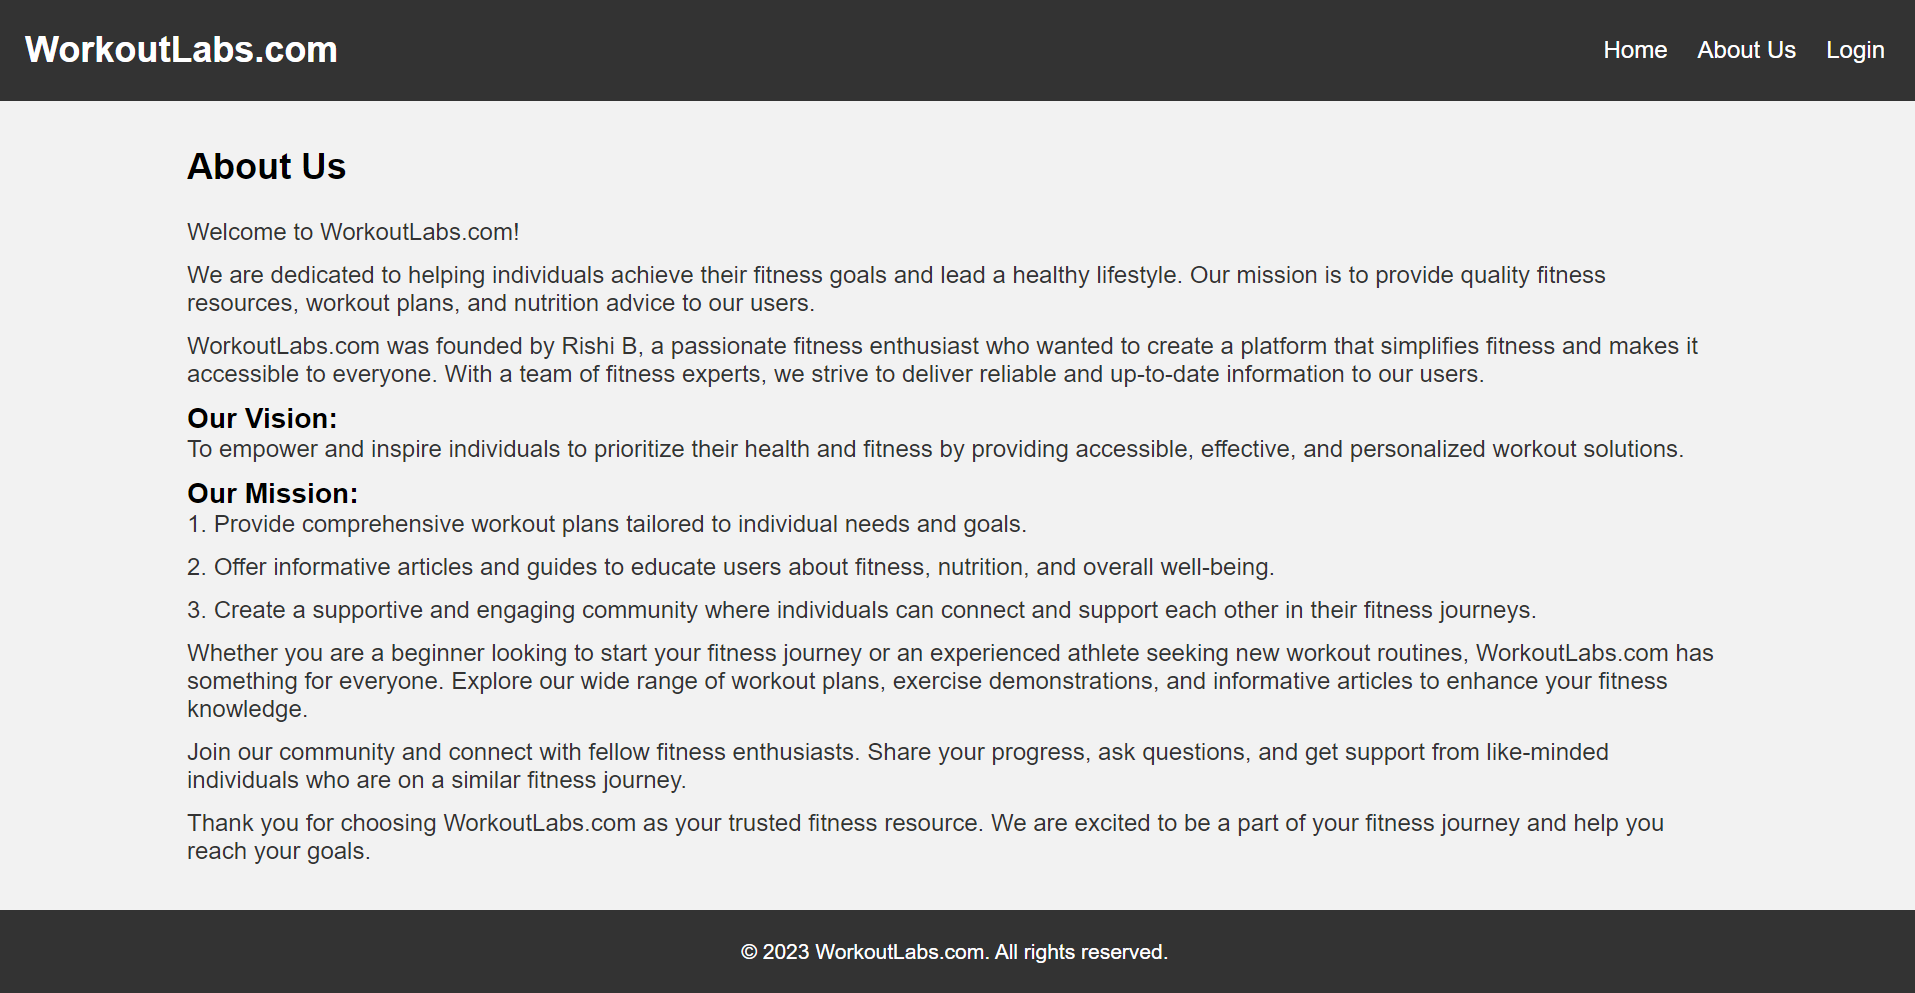 WorkoutLabs.com
Home About Us Login
About Us
Welcome to WorkoutLabs.com!
We are dedicated to helping individuals achieve their fitness goals and lead a healthy lifestyle. Our mission is to provide quality fitness
resources, workout plans, and nutrition advice to our users.
WorkoutLabs.com was founded by Rishi B, a passionate fitness enthusiast who wanted to create a platform that simplifies fitness and makes it
accessible to everyone. With a team of fitness experts, we strive to deliver reliable and up-to-date information to our users.
Our Vision:
To empower and inspire individuals to prioritize their health and fitness by providing accessible, effective, and personalized workout solutions.
Our Mission:
1. Provide comprehensive workout plans tailored to individual needs and goals.
2. Offer informative articles and guides to educate users about fitness, nutrition, and overall well-being.
3. Create a supportive and engaging community where individuals can connect and support each other in their fitness journeys.
Whether you are a beginner looking to start your fitness journey or an experienced athlete seeking new workout routines, WorkoutLabs.com has
something for everyone. Explore our wide range of workout plans, exercise demonstrations, and informative articles to enhance your fitness
knowledge.
Join our community and connect with fellow fitness enthusiasts. Share your progress, ask questions, and get support from like-minded
individuals who are on a similar fitness journey.
Thank you for choosing WorkoutLabs.com as your trusted fitness resource. We are excited to be a part of your fitness journey and help you
reach your goals.
© 2023 WorkoutLabs.com. All rights reserved.